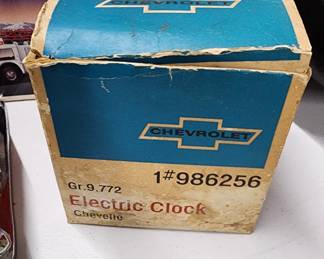 CHEVROLET
CHEVROLET
Gr.9,772
1#986256
Electric Clock
Chevelle